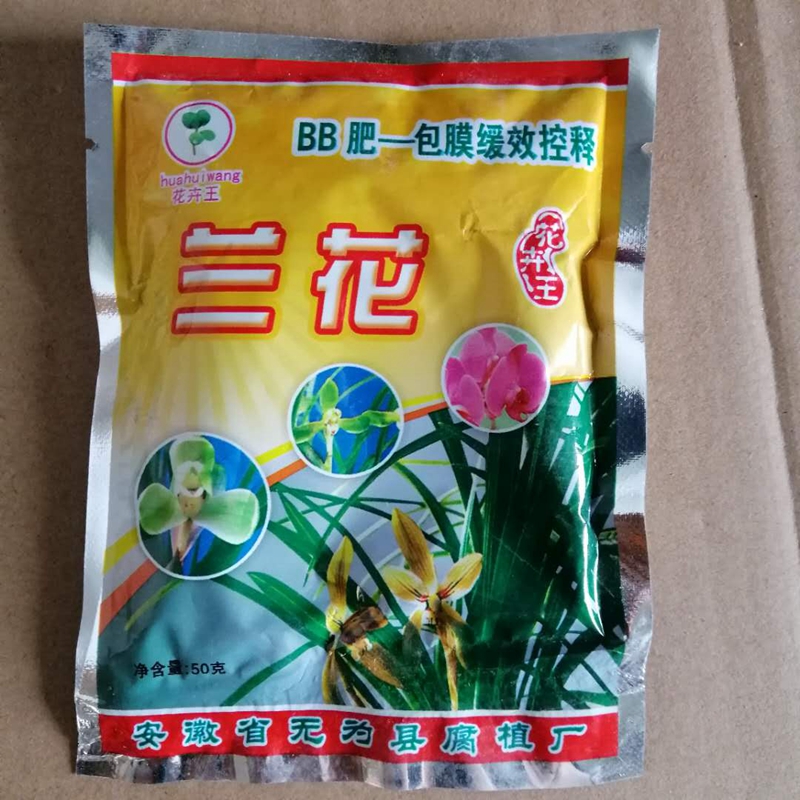 BB肥—包膜缓效控释
huahuiwang
花卉王
兰花
花卉王
净含量:50克
安徽省无为县腐植厂